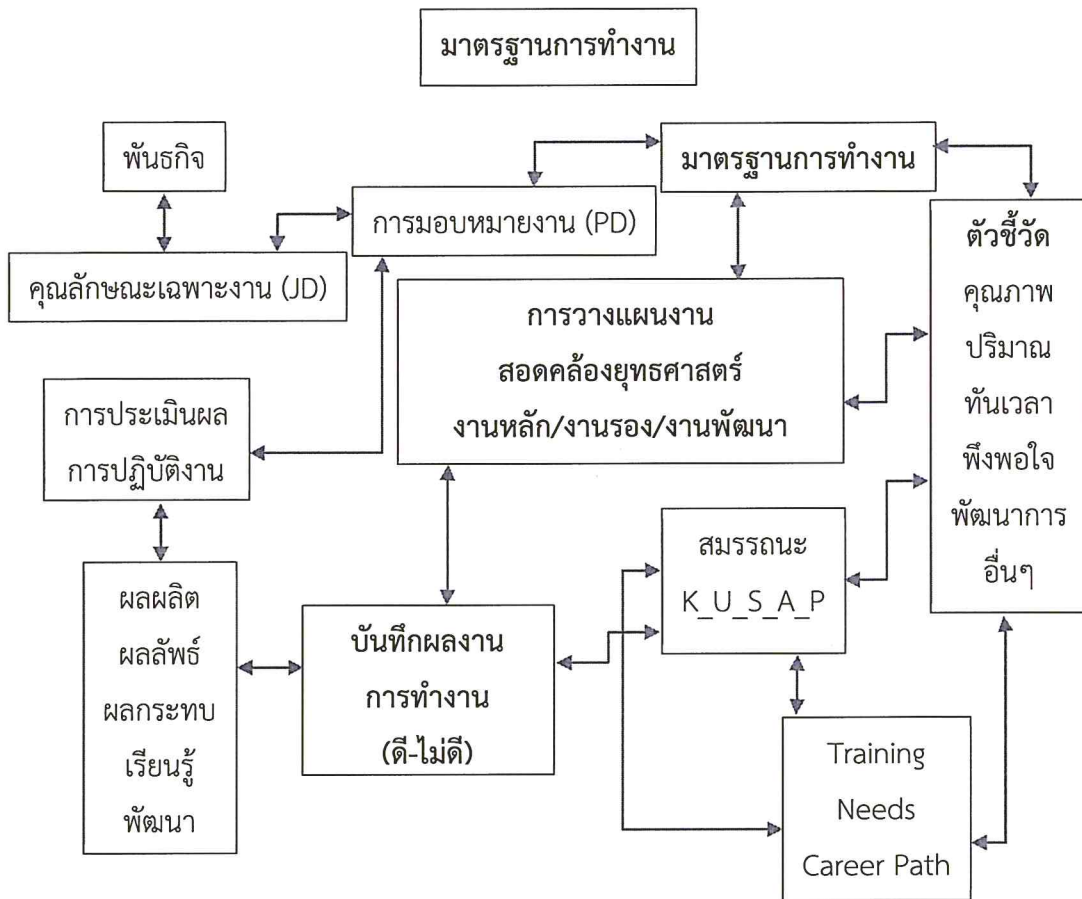 มาตรฐานการทำงาน
พันธกิจ
มาตรฐานการทำงาน
การมอบหมายงาน (PD)
คุณลักษณะเฉพาะงาน (JD)
ตัวชี้วัด
คุณภาพ
ปริมาณ
ทันเวลา
พึงพอใจ
พัฒนาการ
อื่นๆ
การวางแผนงาน
สอดคล้องยุทธศาสตร์
งานหลัก/งานรอง/งานพัฒนา
การประเมินผล
การปฏิบัติงาน
สมรรถนะ
K_U_S_A_P
ผลผลิต
ผลลัพธ์
ผลกระทบ
เรียนรู้
พัฒนา
บันทึกผลงาน
การทำงาน
(ดี-ไม่ดี)
Training
Needs
Career Path